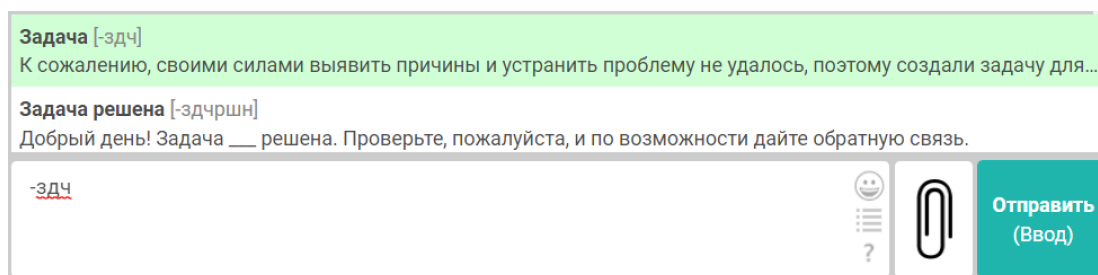 Задача [-здч]
К сожалению, своими силами выявить причины и устранить проблему не удалось, поэтому создали задачу для...
Задача решена [-здчршн]
Добрый день! Задача ___ решена. Проверьте, пожалуйста, и по возможности дайте обратную связь.
-здч
?
Отправить
(Ввод)